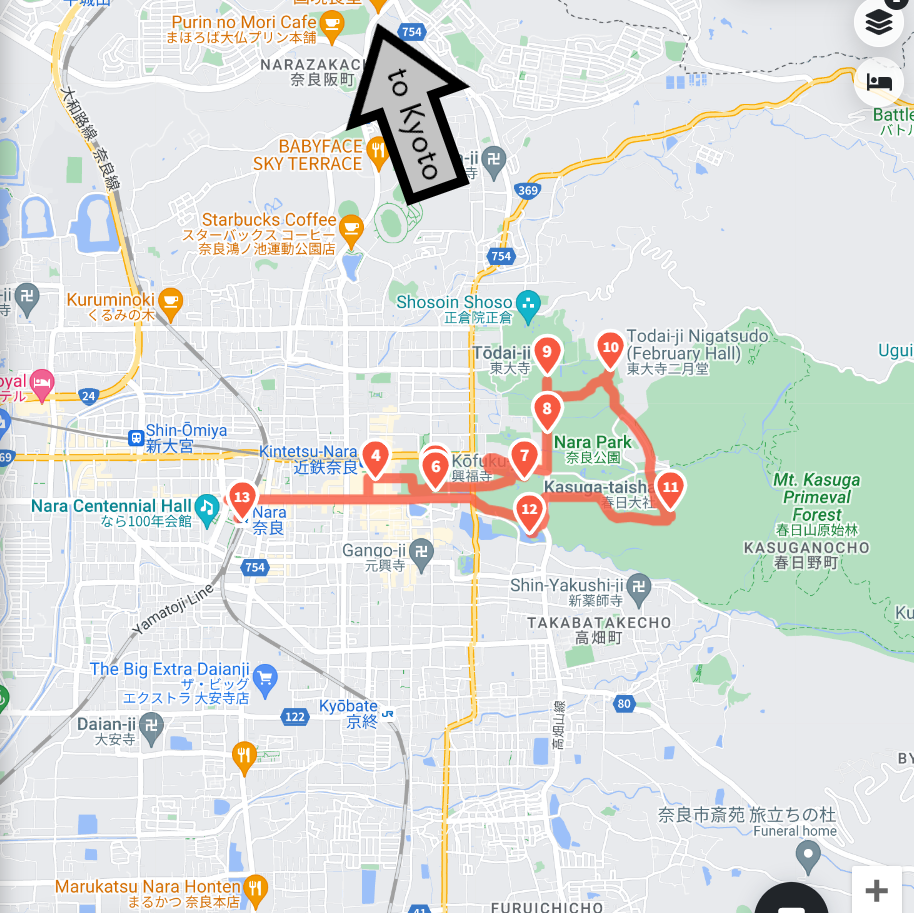 Purin no Mori Cafe
まほろば大仏プリン本舗
754
奈良阪町
to Kyoto
Battle
大和路線・奈良線
BABYFACE
SKY TERRACE
369
Starbucks Coffee
スターバックス コーヒー
奈良鴻ノ池運動公園店
754
Kuruminoki
くるみの木
Shosoin Shoso
正倉院正倉
Todai-ji Nigatsudo
(February Hall)
東大寺二月堂
Tōdai-ji
東大寺
9
10
24
8
Shin-Ōmiya
新大宮
Kintetsu-Nara
近鉄奈良
4
6
7
Kōfuku
興福寺
Nara Park
奈良公園
Kasuga-taisha
春日大社
11
12
13
Mt. Kasuga
Primeval
Forest
春日山原始林
KASUGANOCHO
春日野町
Nara Centennial Hall
なら100年会館
Nara
奈良
Gango-ji
元興寺
754
Shin-Yakushi-ji
新薬師寺
TAKABATAKECHO
高畑町
Yamatoji Line
The Big Extra Daianji
ザ・ビッグ
エクストラ 大安寺店
122
Kyōbate
京終
80
高畑山線
Daian-ji
大安寺
奈良市斎苑 旅立ちの杜
Funeral home
Marukatsu Nara Honten
まるかつ 奈良本店
41
FURUICHICHO